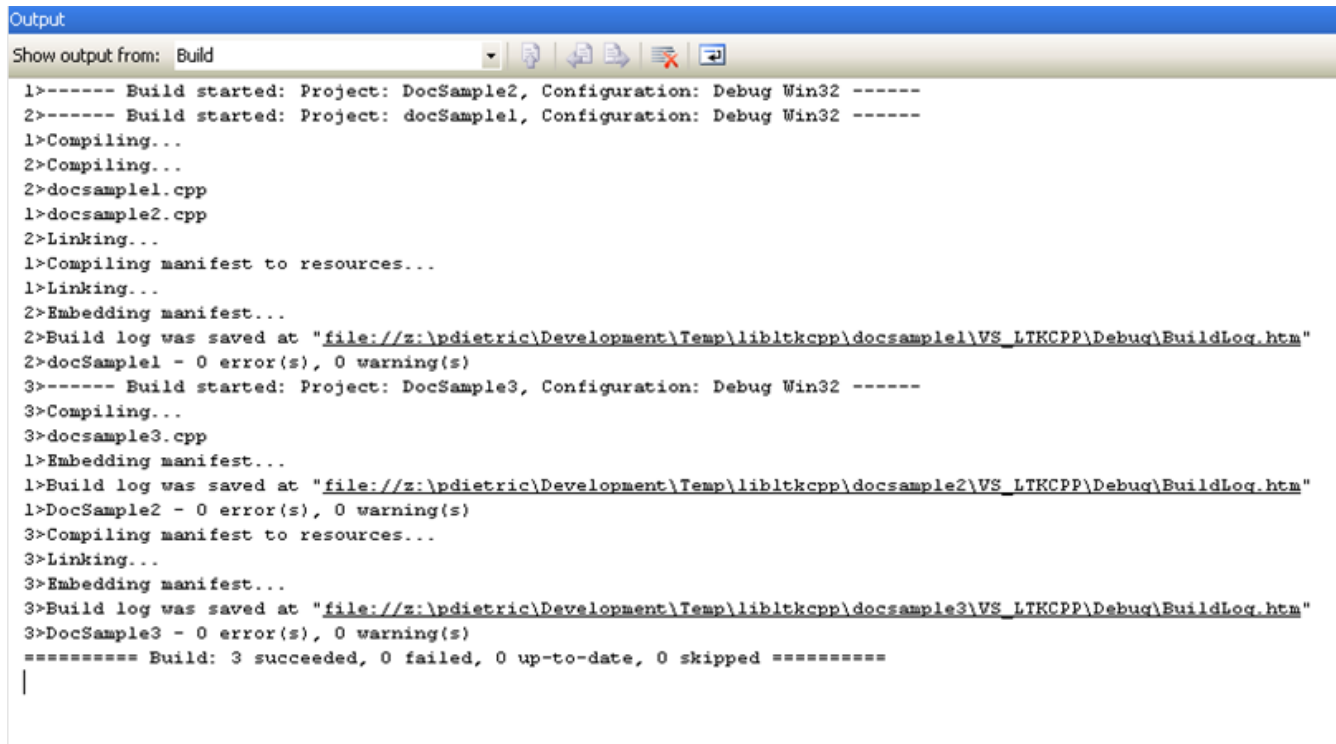 Output
Show output from: Build
1>------ Build started: Project: DocSample2, Configuration: Debug Win32 ------
2>------ Build started: Project: docSample1, Configuration: Debug Win32 ------
1>Compiling...
2>Compiling...
2>docsample1.cpp
1>docsample2.cpp
2>Linking...
1>Compiling manifest to resources...
1>Linking...
2>Embedding manifest...
2>Build log was saved at "file://z:\pdietric\Development\Temp\libltkcpp\docsample1\VS_LTKCPP\Debug\BuildLog.htm"
2>docSample1 - 0 error(s), 0 warning(s)
3>------ Build started: Project: DocSample3, Configuration: Debug Win32 ------
3>Compiling...
3>docsample3.cpp
1>Embedding manifest...
1>Build log was saved at "file://z:\pdietric\Development\Temp\libltkcpp\docsample2\VS_LTKCPP\Debug\BuildLog.htm"
1>DocSample2 - 0 error(s), 0 warning(s)
3>Compiling manifest to resources...
3>Linking...
3>Embedding manifest...
3>Build log was saved at "file://z:\pdietric\Development\Temp\libltkcpp\docsample3\VS_LTKCPP\Debug\BuildLog.htm"
3>DocSample3 - 0 error(s), 0 warning(s)
========== Build: 3 succeeded, 0 failed, 0 up-to-date, 0 skipped ==========